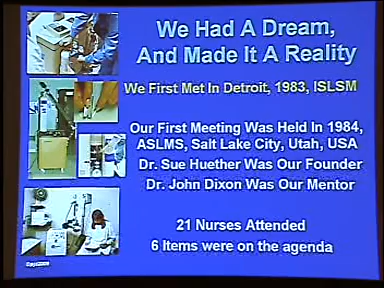 We Had A Dream,
And Made It A Reality
We First Met In Detroit, 1983, ISLSM
Our First Meeting Was Held In 1984,
ASLMS, Salt Lake City, Utah, USA
Dr. Sue Huether Was Our Founder
Dr. John Dixon Was Our Mentor
21 Nurses Attended
6 Items were on the agenda